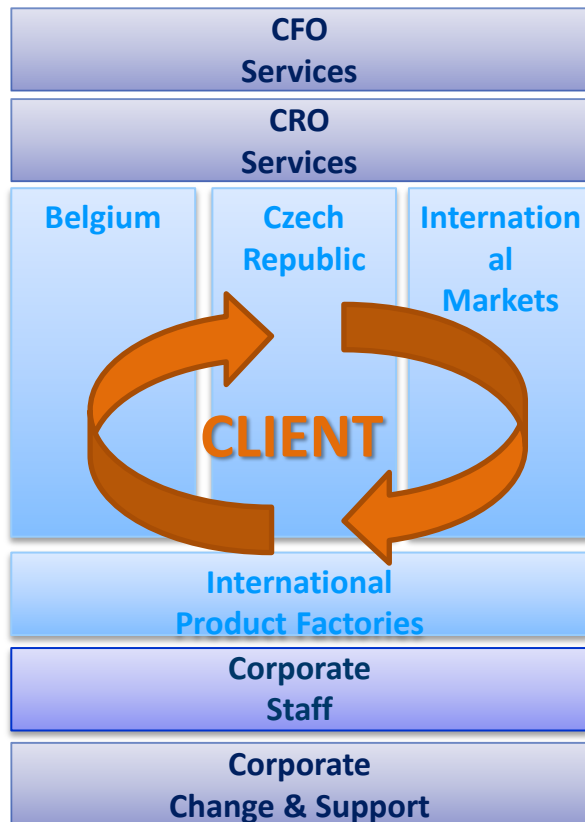 CFO
Services
CRO
Services
Belgium
Czech
Republic
Internation
al
Markets
CLIENT
International
Product Factories
Corporate
Staff
Corporate
Change & Support